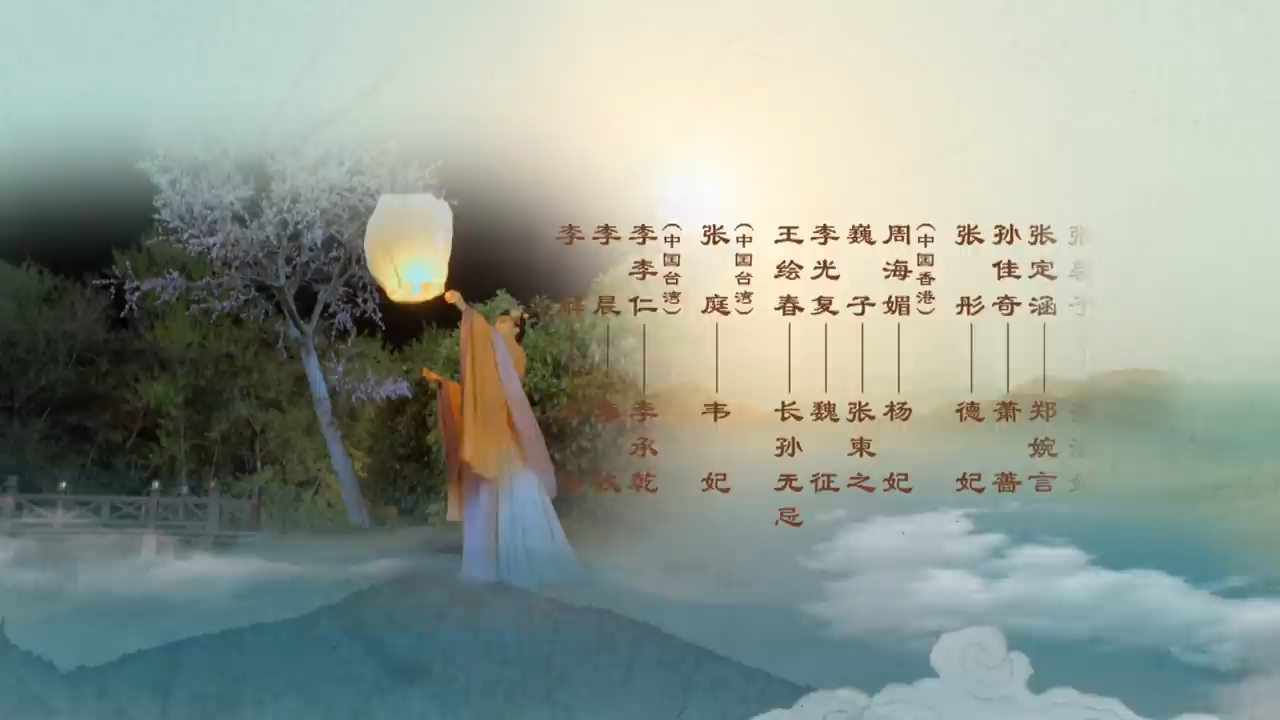 李
李晨
李李仁
(中国台湾)
李承乾
张庭
(中国台湾)
韦妃
王绘春
长孙无忌
李光复
魏征
巍子
张柬之
周海媚
(中国香港)
杨妃
张彤
德妃
孙佳奇
萧蔷
张定涵
郑婉言